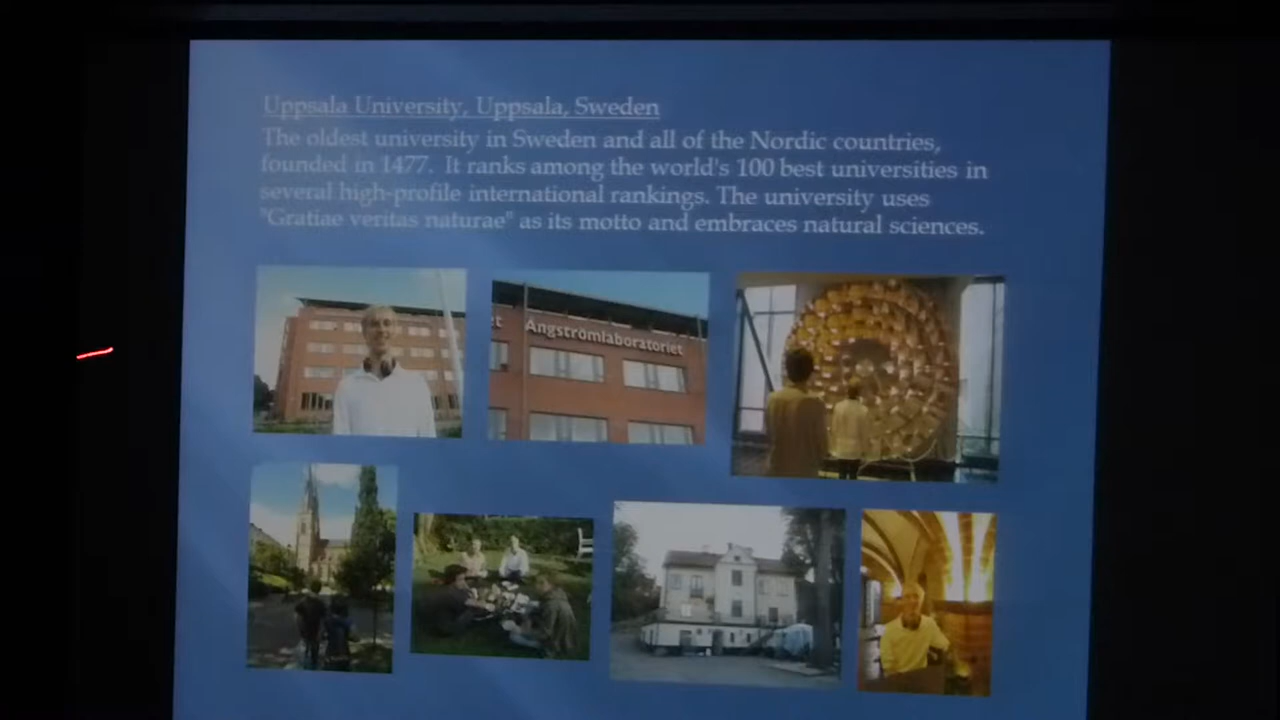 Uppsala University, Uppsala, Sweden
The oldest university in Sweden and all of the Nordic countries,
founded in 1477. It ranks among the world's 100 best universities in
several high-profile international rankings. The university uses
"Gratiae veritas naturae" as its motto and embraces natural sciences.
et Ångströmlaboratoriet